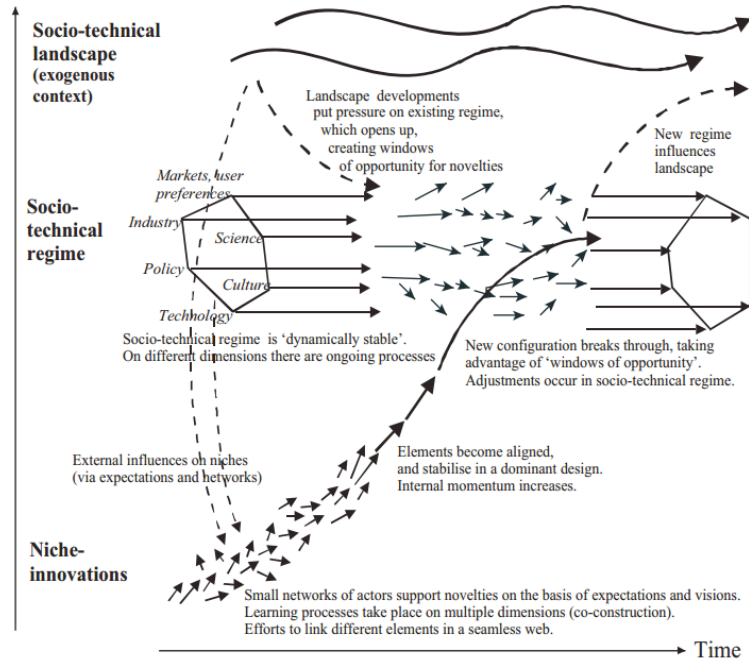 Socio-technical
landscape
(exogenous
context)
Landscape developments
put pressure on existing regime,
which opens up,
creating windows
of opportunity for novelties
New regime
influences
landscape
Markets, user
preferences
Socio-
technical
regime
Industry
Science
Policy
Culture
Technology
Socio-technical regime is ‘dynamically stable’.
On different dimensions there are ongoing processes
New configuration breaks through, taking
advantage of ‘windows of opportunity’.
Adjustments occur in socio-technical regime.
External influences on niches
(via expectations and networks)
Elements become aligned,
and stabilise in a dominant design.
Internal momentum increases.
Niche-
innovations
Small networks of actors support novelties on the basis of expectations and visions.
Learning processes take place on multiple dimensions (co-construction).
Efforts to link different elements in a seamless web.
Time